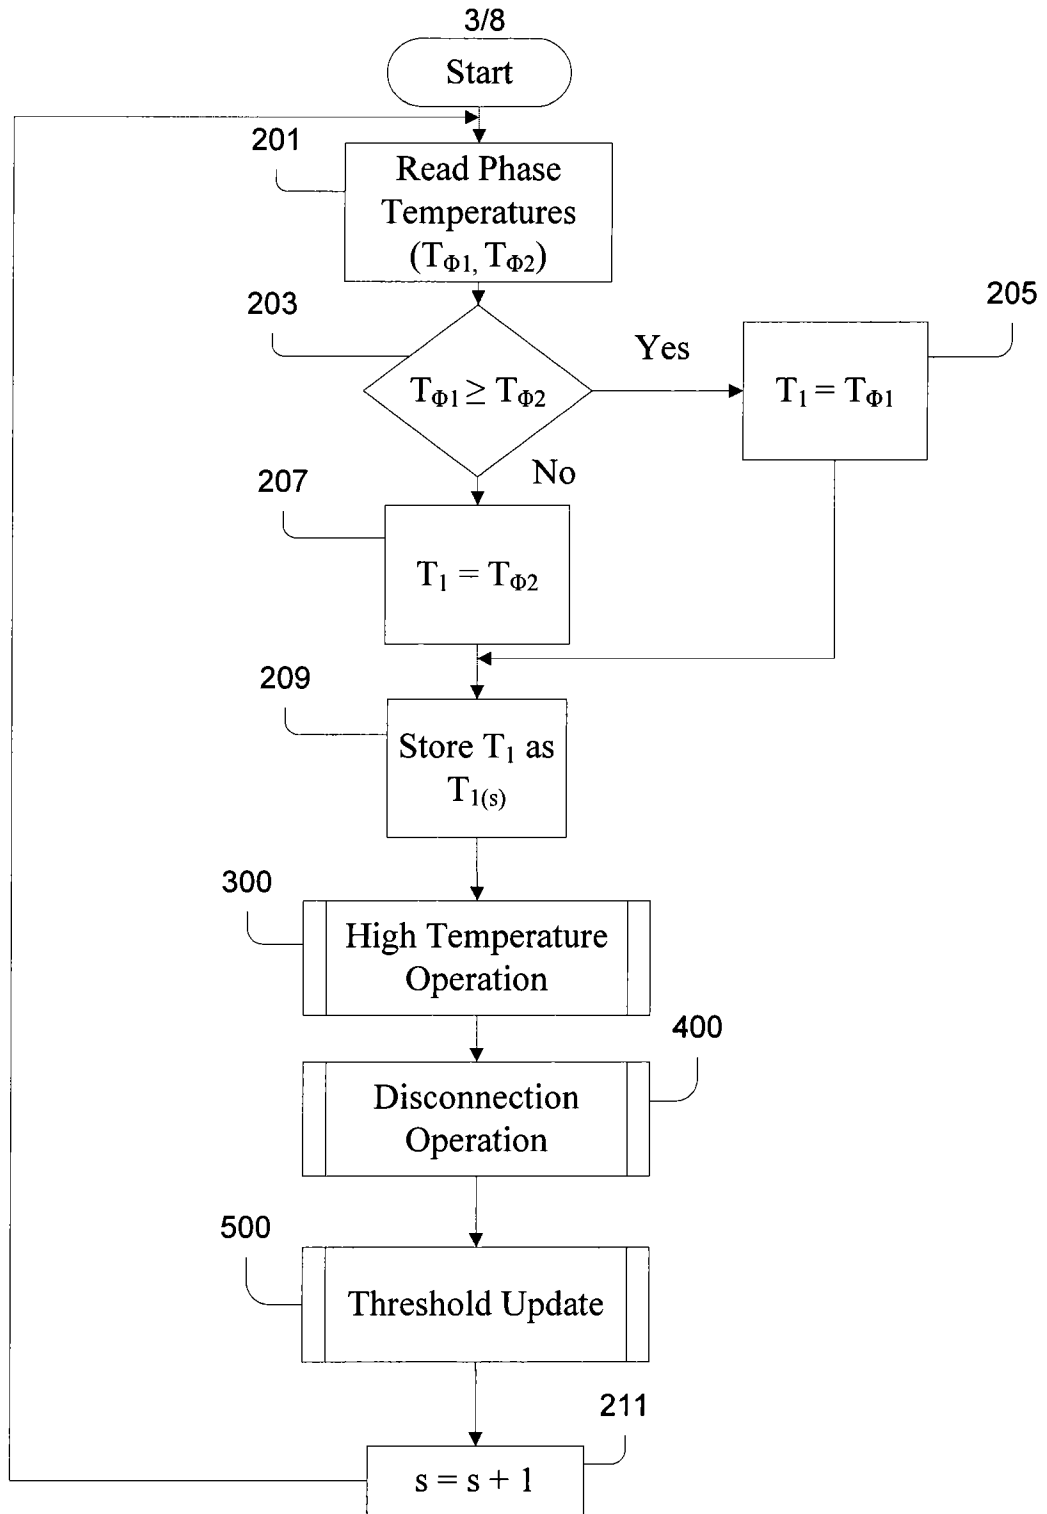 3/8
Start
201
Read Phase
Temperatures
(TΦ1, TΦ2)
203
TΦ1 ≥ TΦ2
Yes
205
T1 = TΦ1
No
207
T1 = TΦ2
209
Store T1 as
T1(s)
300
High Temperature
Operation
400
Disconnection
Operation
500
Threshold Update
211
s = s + 1